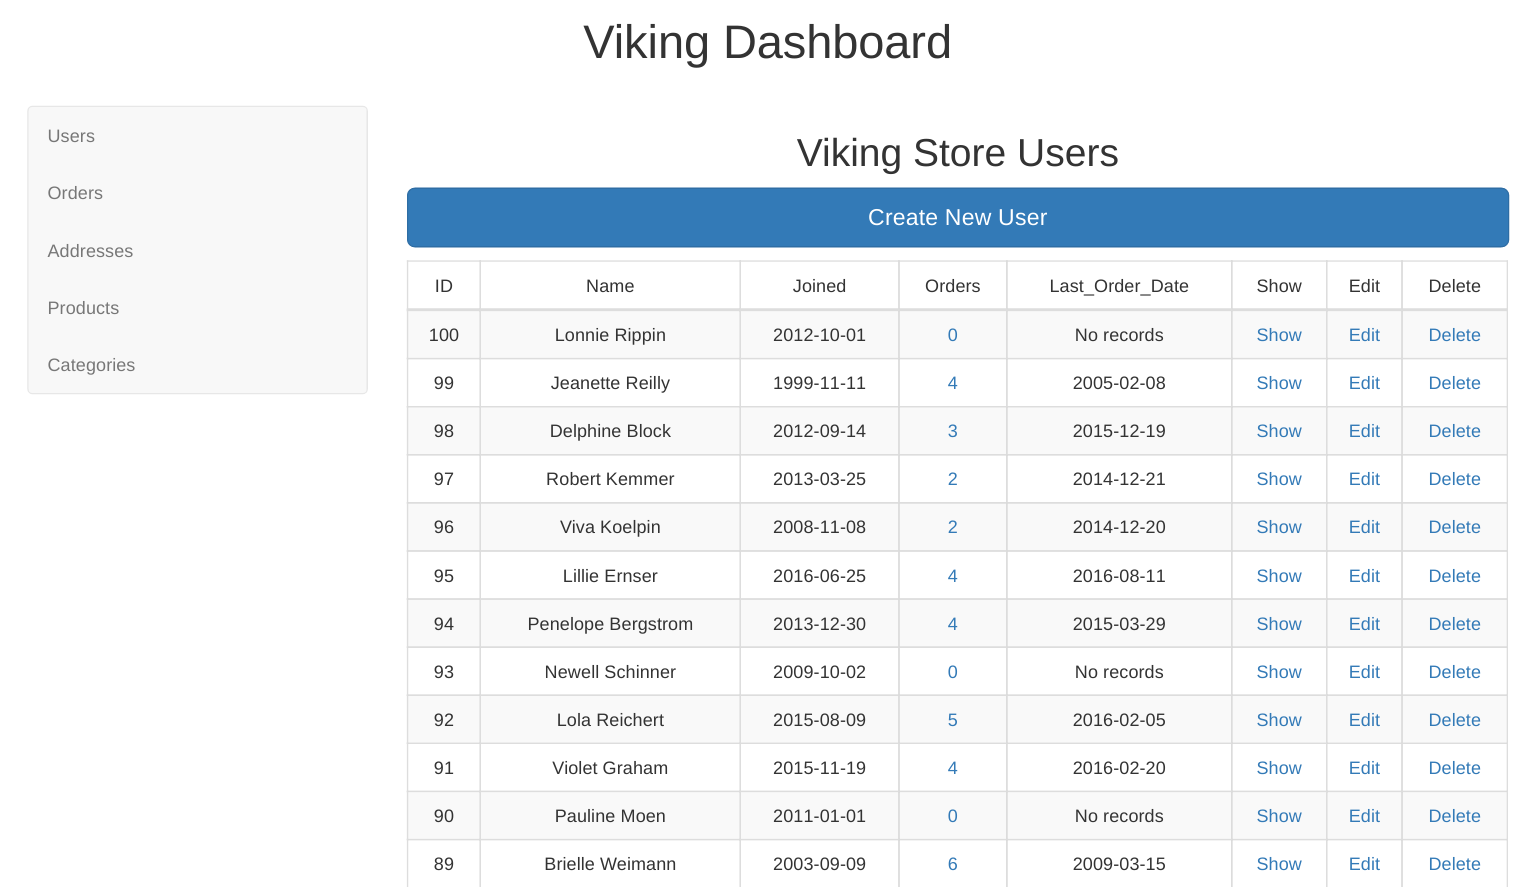 Viking Dashboard
Users
Orders
Addresses
Products
Categories
Viking Store Users
Create New User
ID Name Joined Orders Last_Order_Date Show Edit Delete
100 Lonnie Rippin 2012-10-01 0 No records Show Edit Delete
99 Jeanette Reilly 1999-11-11 4 2005-02-08 Show Edit Delete
98 Delphine Block 2012-09-14 3 2015-12-19 Show Edit Delete
97 Robert Kemmer 2013-03-25 2 2014-12-21 Show Edit Delete
96 Viva Koelpin 2008-11-08 2 2014-12-20 Show Edit Delete
95 Lillie Ernser 2016-06-25 4 2016-08-11 Show Edit Delete
94 Penelope Bergstrom 2013-12-30 4 2015-03-29 Show Edit Delete
93 Newell Schinner 2009-10-02 0 No records Show Edit Delete
92 Lola Reichert 2015-08-09 5 2016-02-05 Show Edit Delete
91 Violet Graham 2015-11-19 4 2016-02-20 Show Edit Delete
90 Pauline Moen 2011-01-01 0 No records Show Edit Delete
89 Brielle Weimann 2003-09-09 6 2009-03-15 Show Edit Delete